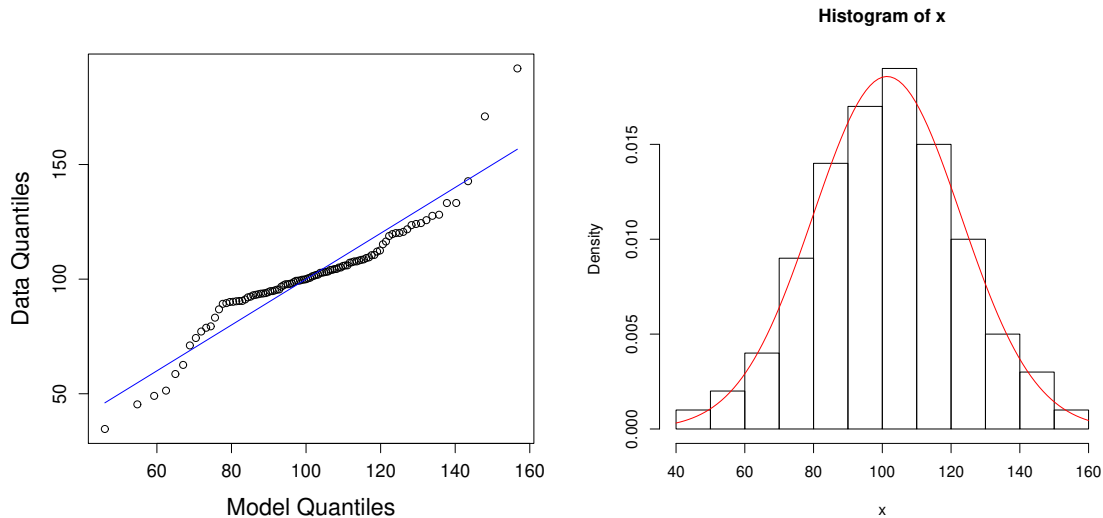 Data Quantiles
150
100
50
60 80 100 120 140 160
Model Quantiles
Histogram of x
Density
0.015
0.010
0.005
0.000
40 60 80 100 120 140 160
x